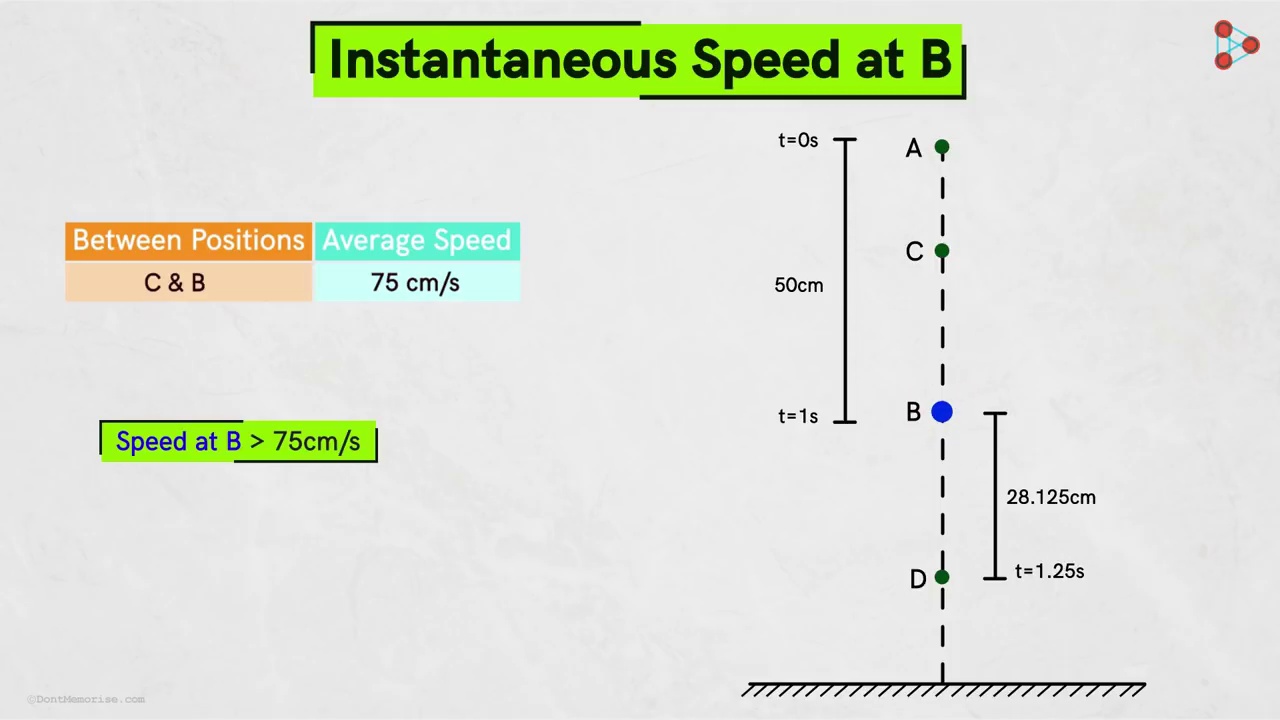 Instantaneous Speed at B
t=0s
A
Between Positions
Average Speed
C & B
75 cm/s
C
50cm
t=1s
B
Speed at B > 75cm/s
28.125cm
D
t=1.25s
©DontMemorise.com